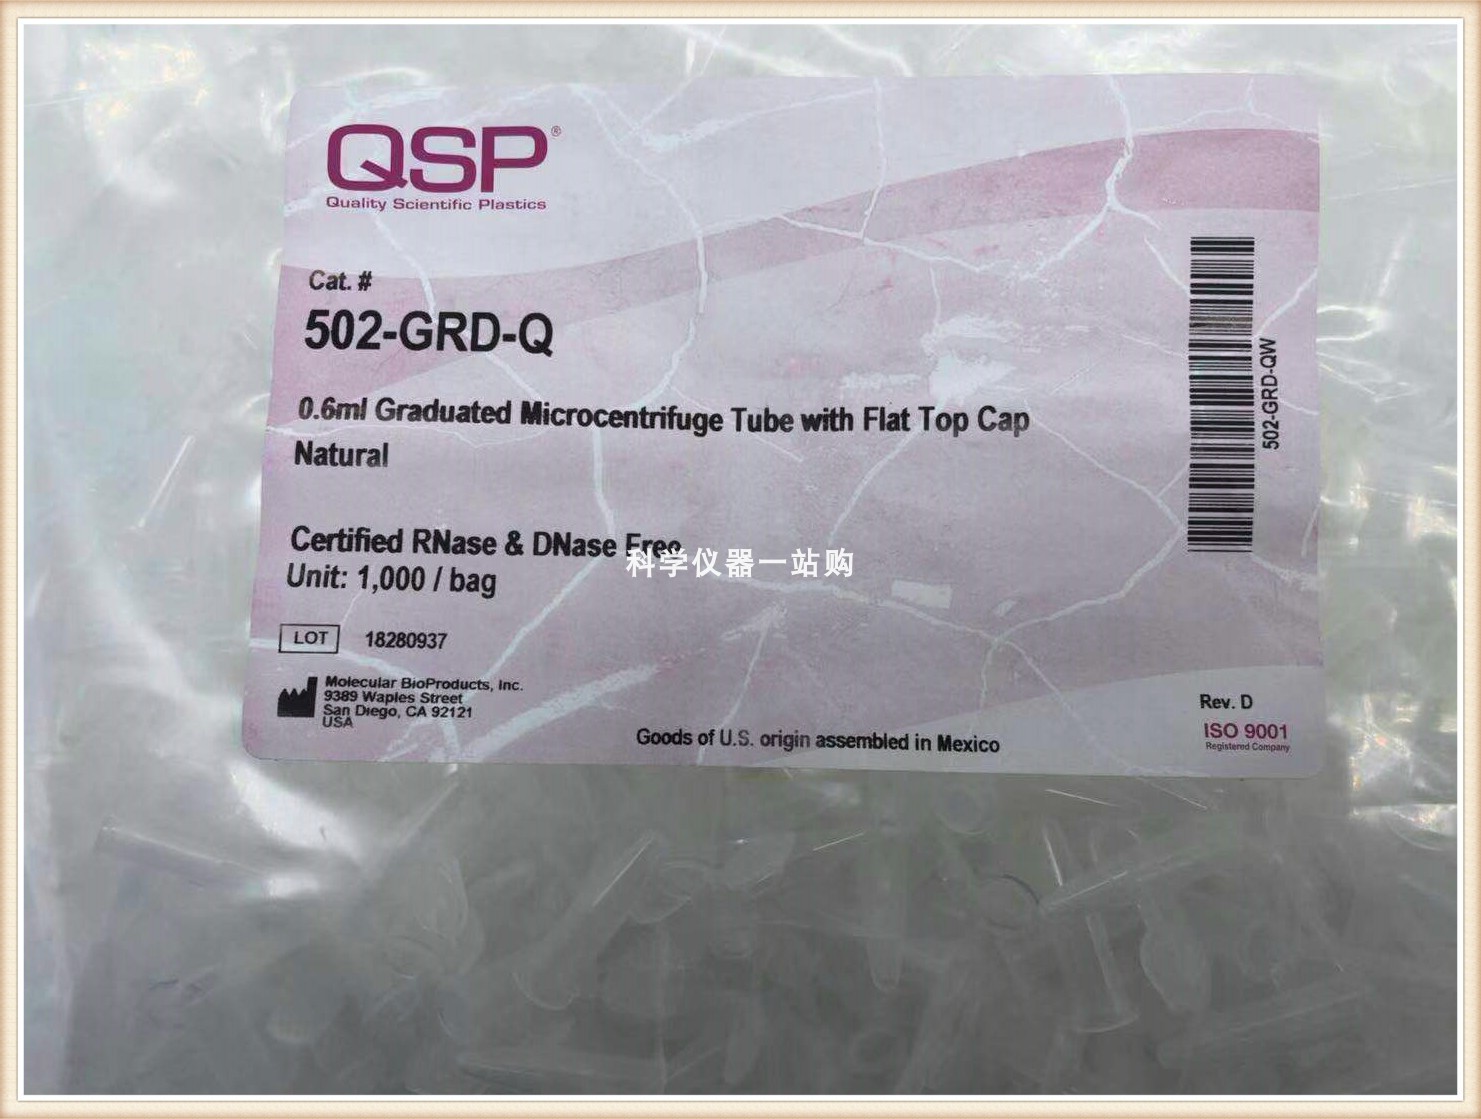 QSP®
Quality Scientific Plastics
Cat. #
502-GRD-Q
0.6ml Graduated Microcentrifuge Tube with Flat Top Cap
Natural
Certified RNase & DNase Free
科学仪器一站购
Unit: 1,000 / bag
LOT 18280937
Molecular BioProducts, Inc.
9389 Waples Street
San Diego, CA 92121
USA
Goods of U.S. origin assembled in Mexico
502-GRD-QW
Rev. D
ISO 9001
Registered Company